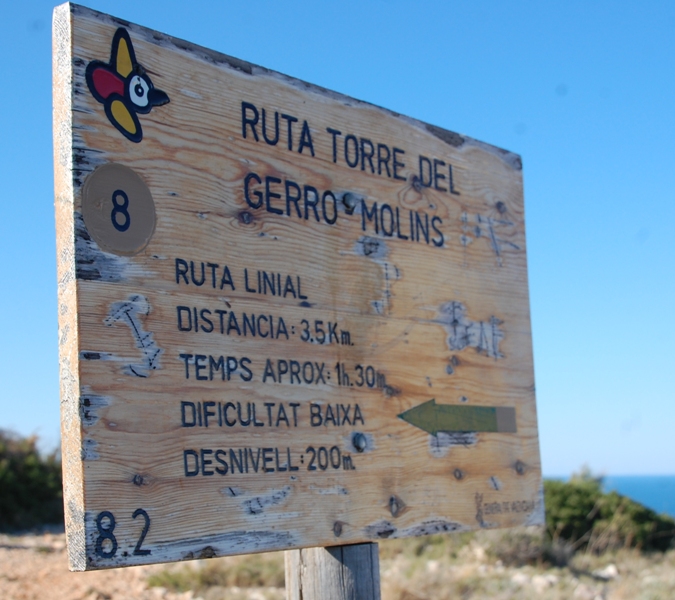 RUTA TORRE DEL
GERRO-MOLINS
8
RUTA LINIAL
DISTÀNCIA: 3.5Km.
TEMPS APROX: 1h.30m.
DIFICULTAT BAIXA
DESNIVELL: 200m.
8.2